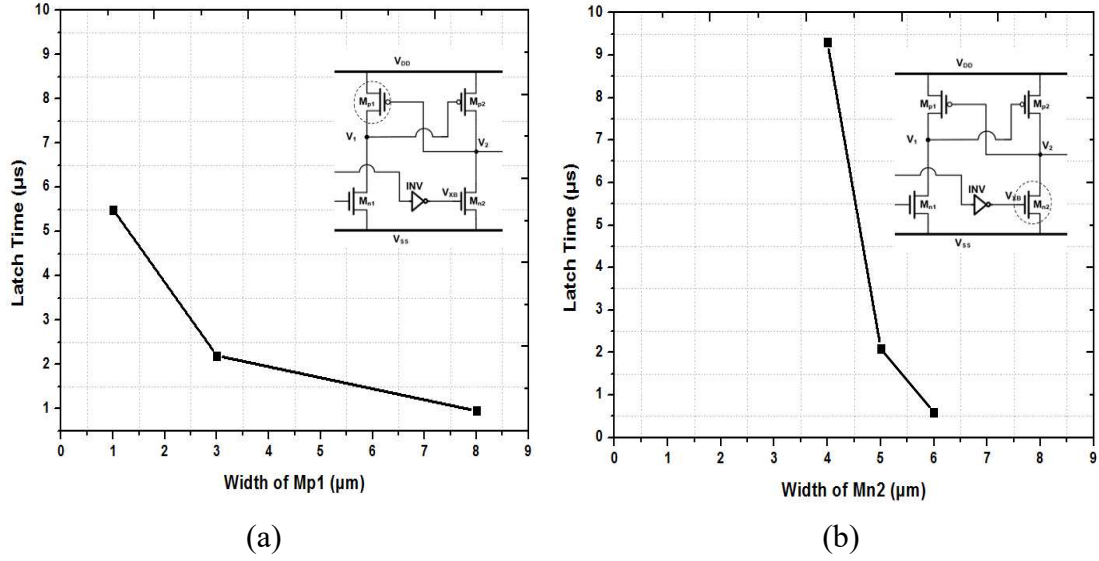 10
9
8
7
6
5
4
3
2
1
Latch Time (µs)
0 1 2 3 4 5 6 7 8 9
Width of Mp1 (µm)
VDD
Mp1 Mp2
V1
V2
INV
VXB
Mn1 Mn2
VSS
(a)
10
9
8
7
6
5
4
3
2
1
0
Latch Time (µs)
0 1 2 3 4 5 6 7 8 9
Width of Mn2 (µm)
VDD
Mp1 Mp2
V1
V2
INV
VXB
Mn1 Mn2
VSS
(b)